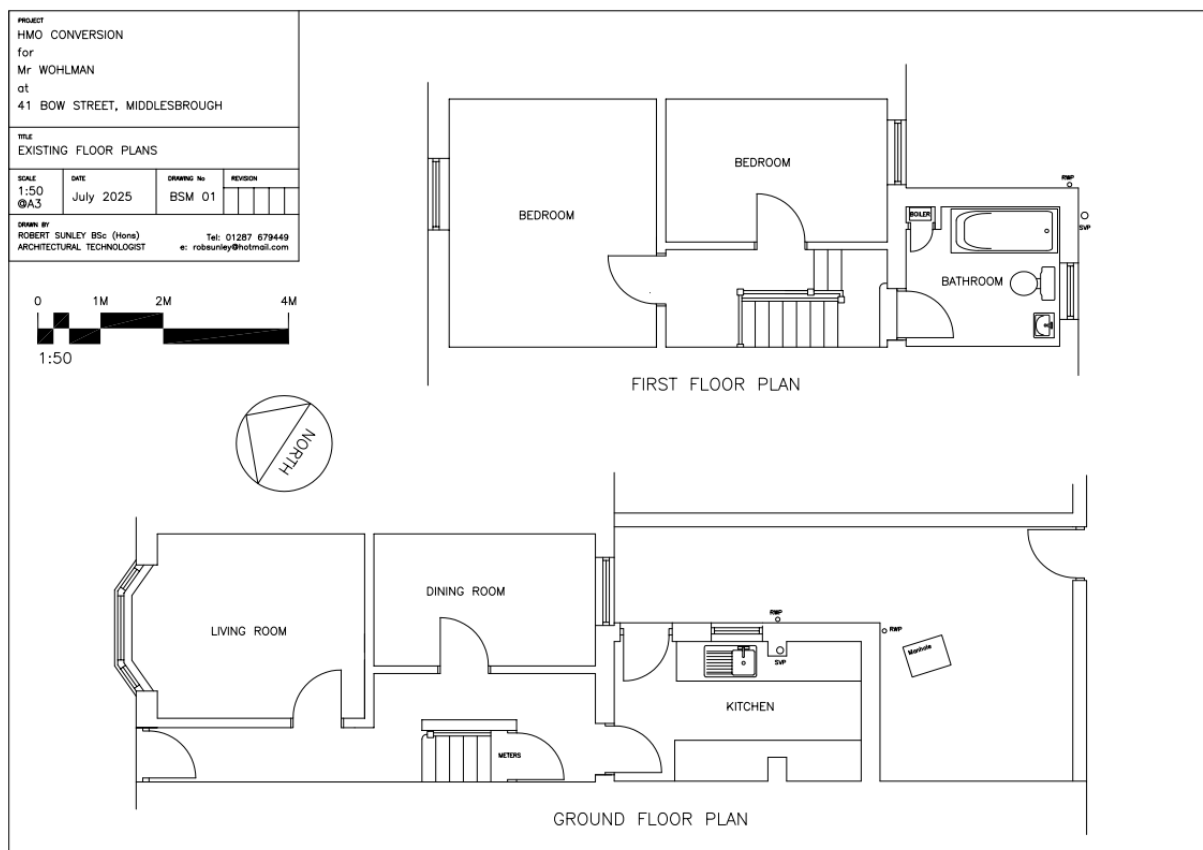 PROJECT
HMO CONVERSION
for
Mr WOHLMAN
at
41 BOW STREET, MIDDLESBROUGH
TITLE
EXISTING FLOOR PLANS
SCALE
1:50
@A3
DATE
July 2025
DRAWING No
BSM 01
REVISION
DRAWN BY
ROBERT SUNLEY BSc (Hons)
ARCHITECTURAL TECHNOLOGIST
Tel: 01287 679449
e: robsunley@hotmail.com
0 1M 2M 4M
1:50
NORTH
BEDROOM
BEDROOM
BOILER
BATHROOM
RWP
SVP
FIRST FLOOR PLAN
LIVING ROOM
DINING ROOM
METERS
KITCHEN
RWP
SVP
RWP
Manhole
GROUND FLOOR PLAN